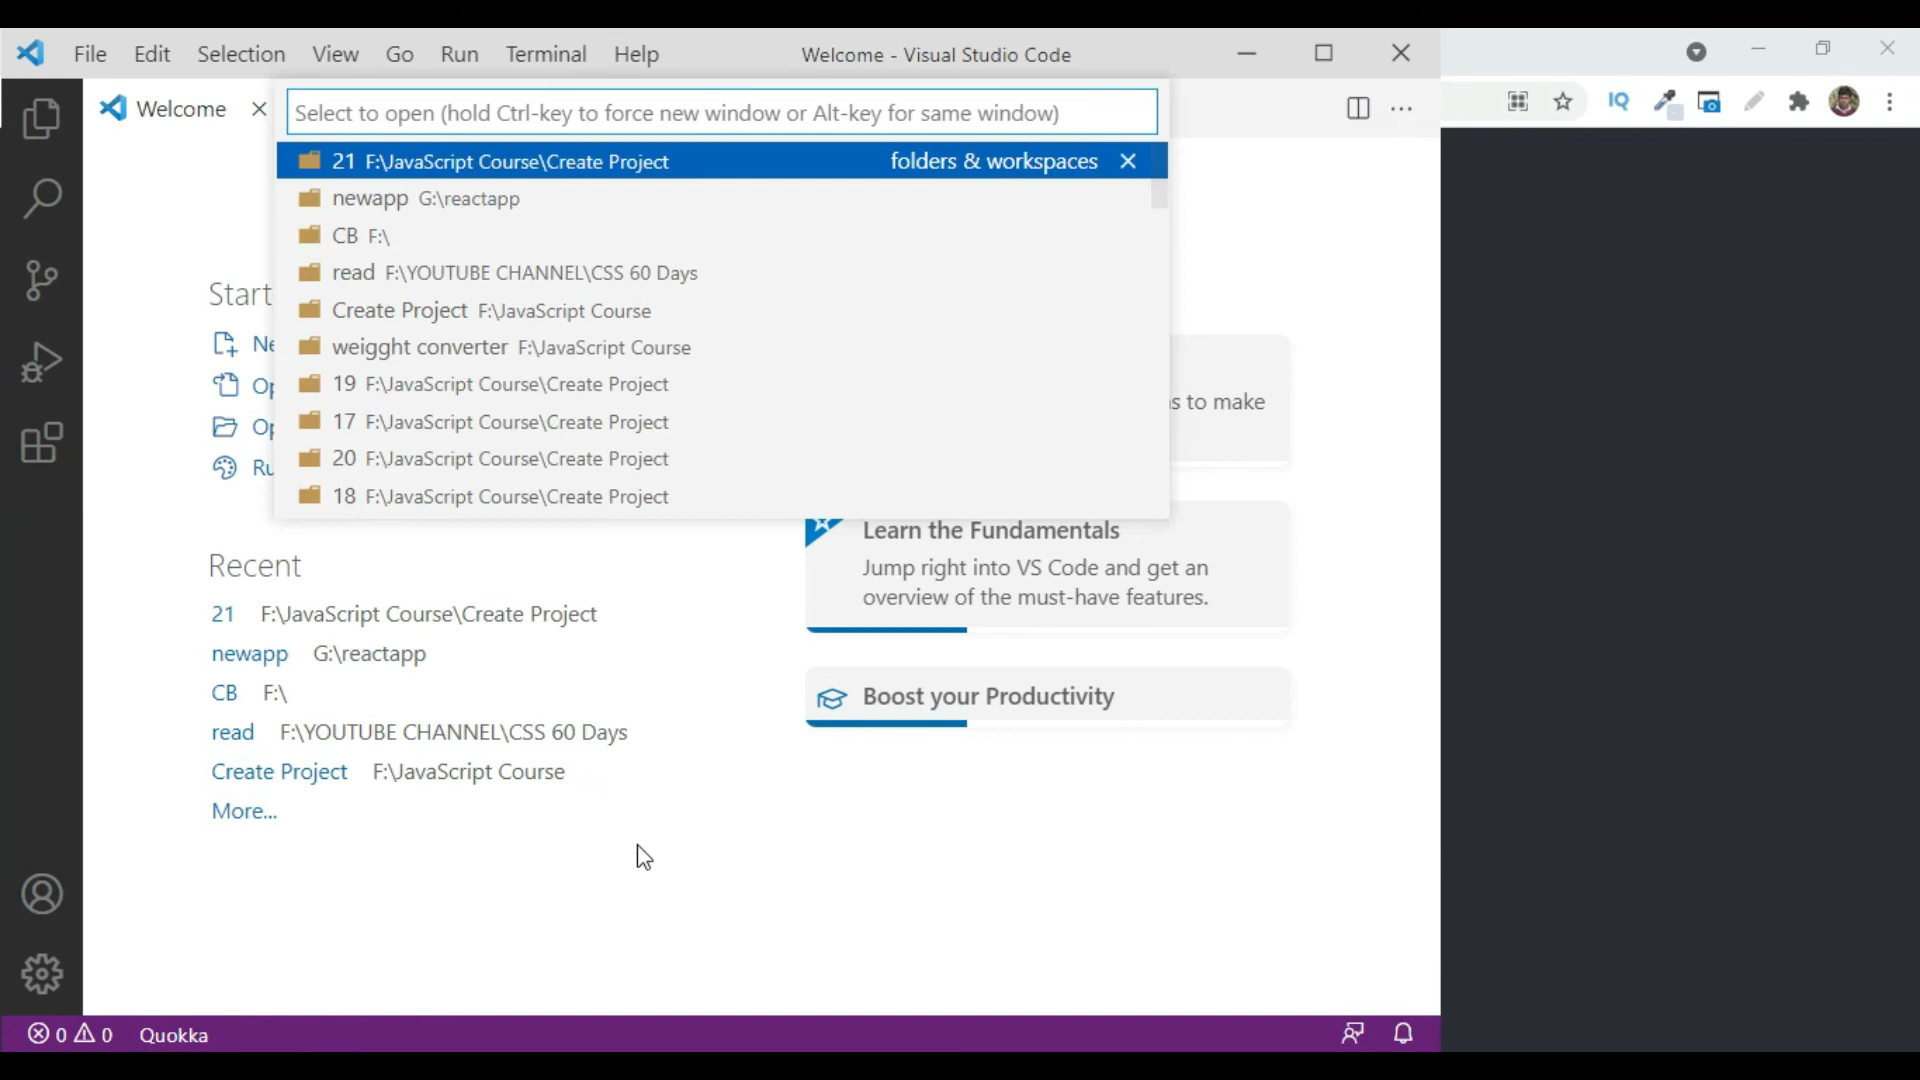 File Edit Selection View Go Run Terminal Help Welcome - Visual Studio Code
Welcome
Select to open (hold Ctrl-key to force new window or Alt-key for same window)
21 F:\JavaScript Course\Create Project folders & workspaces
newapp G:\reactapp
CB F:\
read F:\YOUTUBE CHANNEL\CSS 60 Days
Create Project F:\JavaScript Course
weigght converter F:\JavaScript Course
19 F:\JavaScript Course\Create Project
17 F:\JavaScript Course\Create Project
20 F:\JavaScript Course\Create Project
18 F:\JavaScript Course\Create Project
Start
Ne
Op
Op
Ru
s to make
Learn the Fundamentals
Jump right into VS Code and get an
overview of the must-have features.
Boost your Productivity
Recent
21 F:\JavaScript Course\Create Project
newapp G:\reactapp
CB F:\
read F:\YOUTUBE CHANNEL\CSS 60 Days
Create Project F:\JavaScript Course
More...
0 0 Quokka
IQ